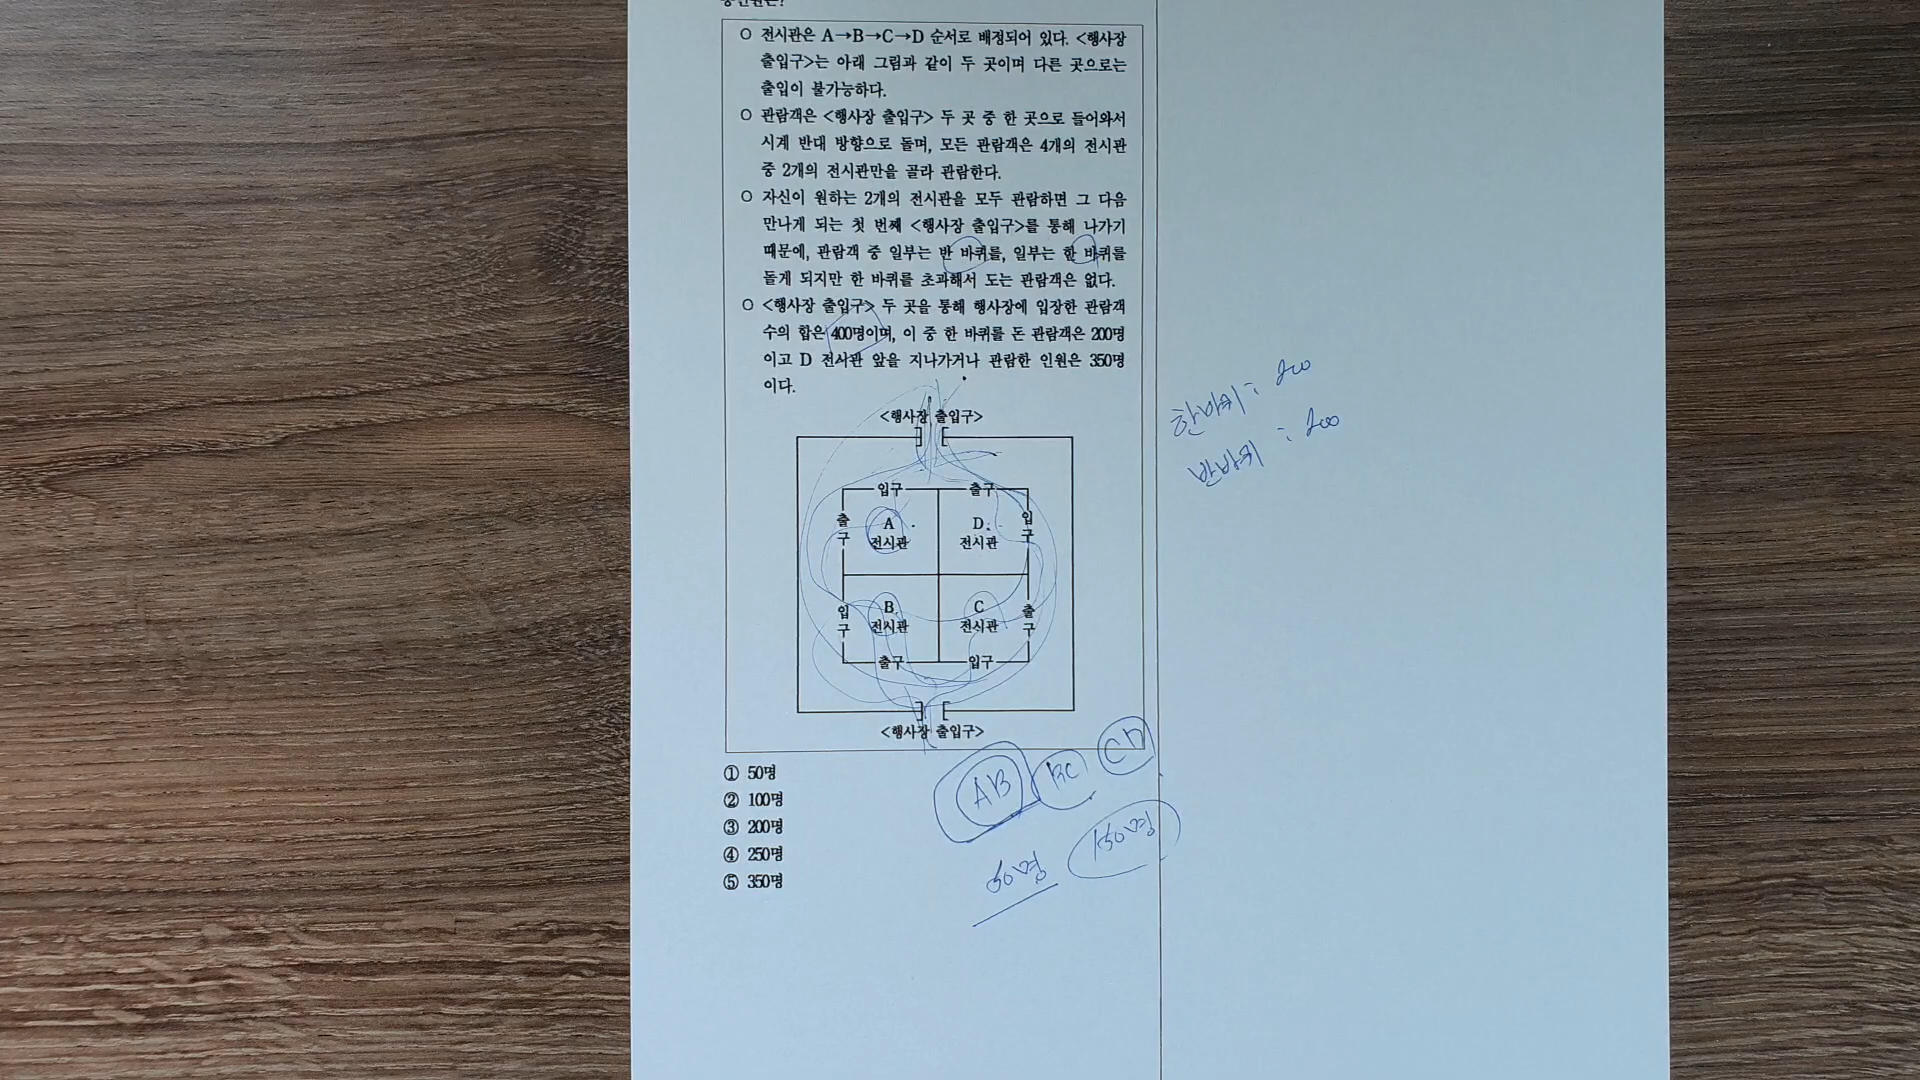 총인원은?
○ 전시관은 A→B→C→D 순서로 배정되어 있다. <행사장
출입구>는 아래 그림과 같이 두 곳이며 다른 곳으로는
출입이 불가능하다.
○ 관람객은 <행사장 출입구> 두 곳 중 한 곳으로 들어와서
시계 반대 방향으로 돌며, 모든 관람객은 4개의 전시관
중 2개의 전시관만을 골라 관람한다.
○ 자신이 원하는 2개의 전시관을 모두 관람하면 그 다음
만나게 되는 첫 번째 <행사장 출입구>를 통해 나가기
때문에, 관람객 중 일부는 반 바퀴를, 일부는 한 바퀴를
돌게 되지만 한 바퀴를 초과해서 도는 관람객은 없다.
○ <행사장 출입구> 두 곳을 통해 행사장에 입장한 관람객
수의 합은 400명이며, 이 중 한 바퀴를 돈 관람객은 200명
이고 D 전시관 앞을 지나가거나 관람한 인원은 350명
이다.
한바퀴 : 200
반바퀴 : 200
<행사장 출입구>
입구 출구
출구
A
전시관
D
전시관
입구
입구
B
전시관
C
전시관
출구
출구 입구
<행사장 출입구>
AB BC CD
50명 150명
① 50명
② 100명
③ 200명
④ 250명
⑤ 350명